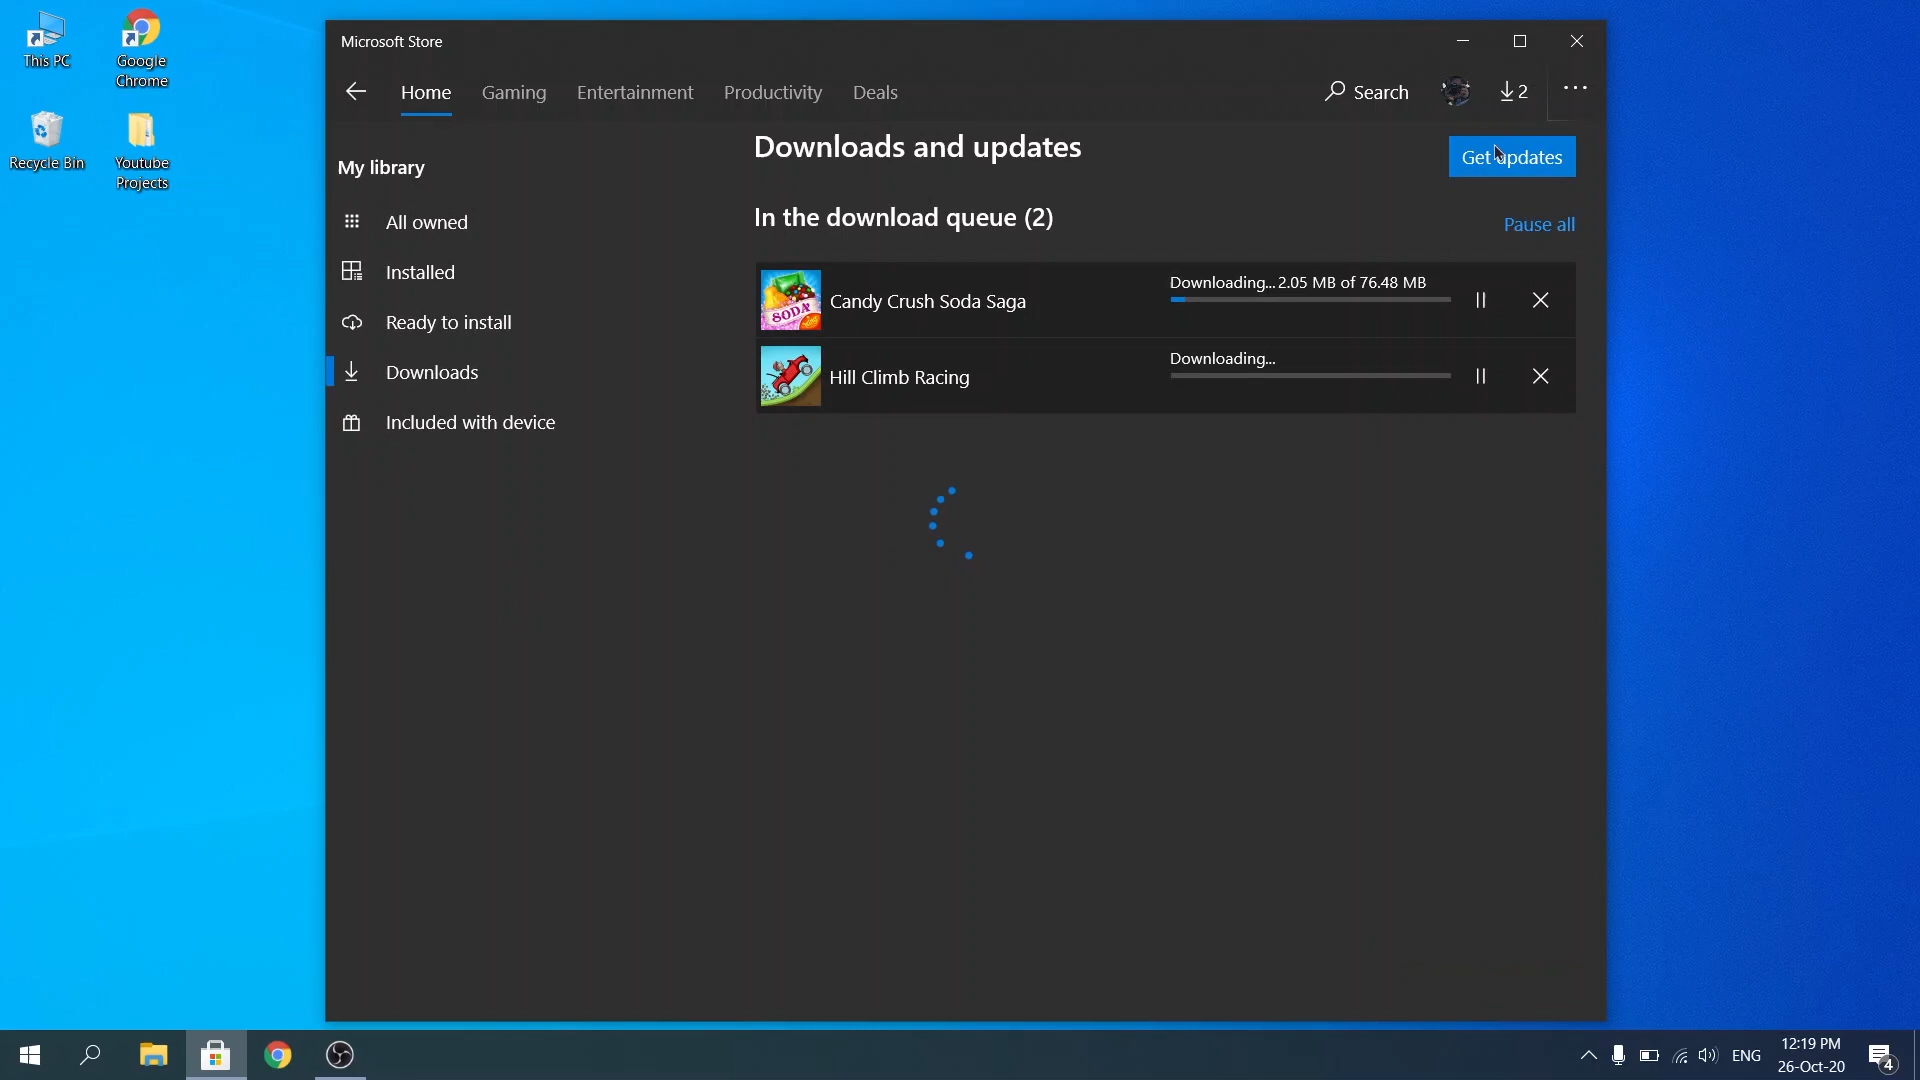 This PC
Google
Chrome
Recycle Bin
Youtube
Projects
Microsoft Store
Home
Gaming
Entertainment
Productivity
Deals
Search
2
My library
All owned
Installed
Ready to install
Downloads
Included with device
Downloads and updates
Get updates
In the download queue (2)
Pause all
SODA
Candy Crush Soda Saga
Downloading... 2.05 MB of 76.48 MB
Hill Climb Racing
Downloading...
ENG
12:19 PM
26-Oct-20
4